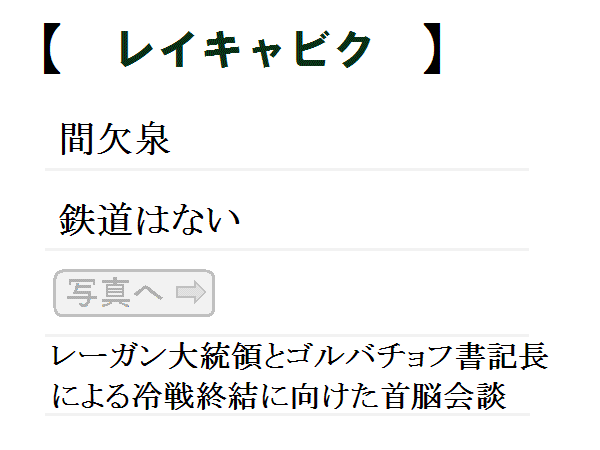 【 レイキャビク 】
間欠泉
鉄道はない
写真へ ⇨
レーガン大統領とゴルバチョフ書記長
による冷戦終結に向けた首脳会談